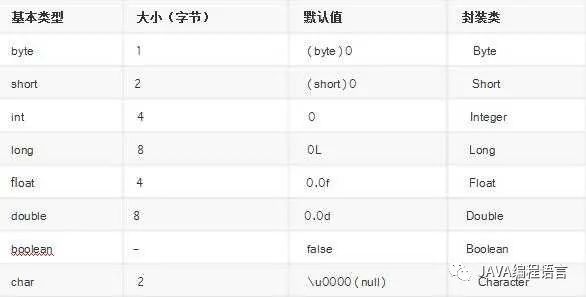 基本类型 大小（字节） 默认值 封装类
byte 1 (byte)0 Byte
short 2 (short)0 Short
int 4 0 Integer
long 8 0L Long
float 4 0.0f Float
double 8 0.0d Double
boolean - false Boolean
char 2 \u0000(null) Character
JAVA编程语言